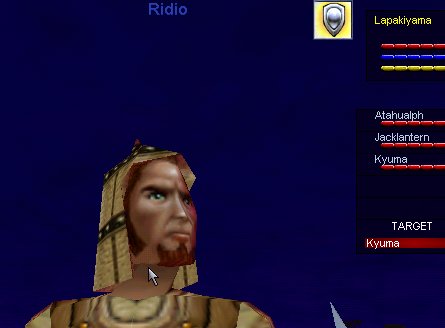 Ridio
Lapakiyama
Atahualph
Jacklantern
Kyuma
TARGET
Kyuma